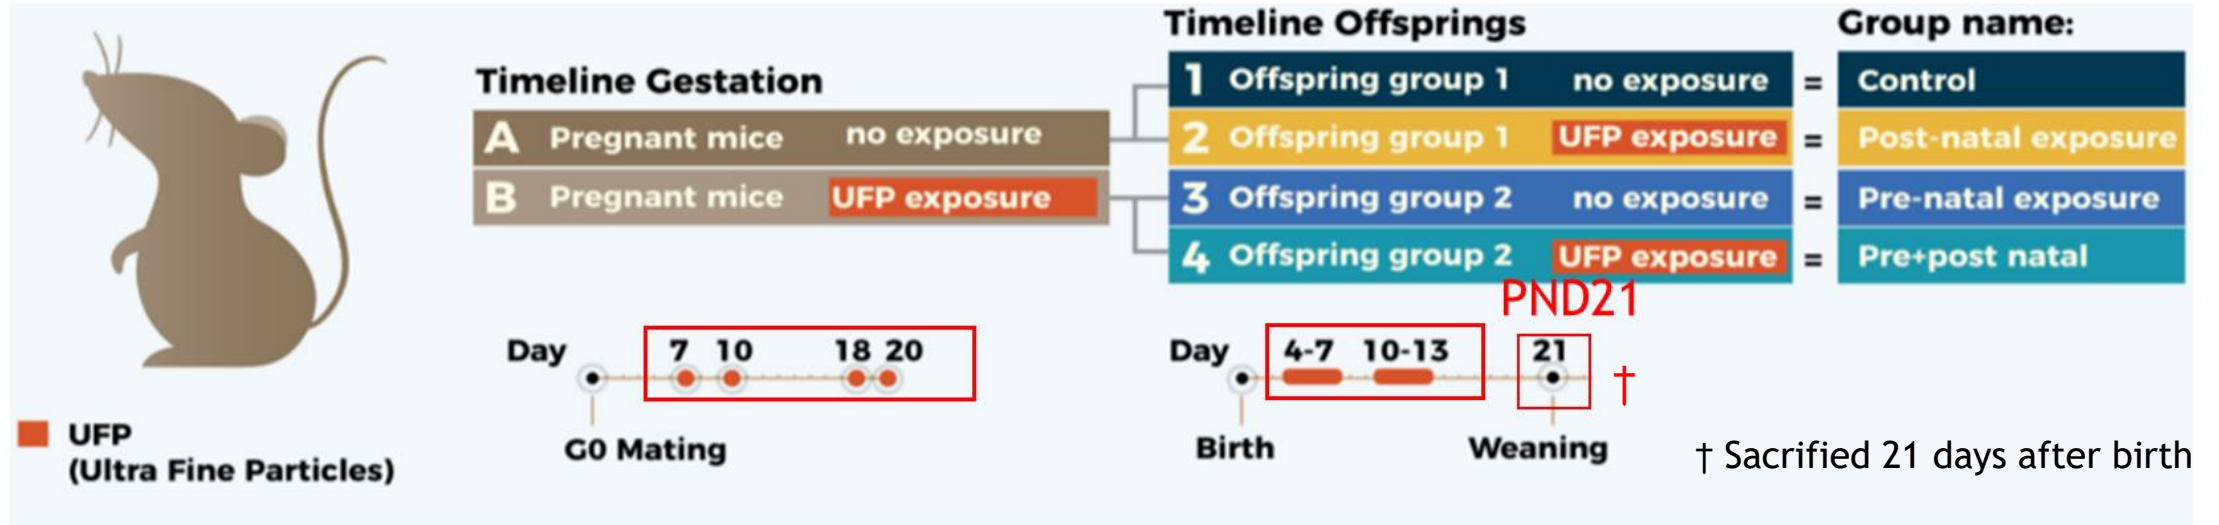 Timeline Gestation
A Pregnant mice no exposure
B Pregnant mice UFP exposure
Timeline Offsprings
1 Offspring group 1 no exposure =
2 Offspring group 1 UFP exposure =
3 Offspring group 2 no exposure =
4 Offspring group 2 UFP exposure =
Group name:
Control
Post-natal exposure
Pre-natal exposure
Pre+post natal
Day 7 10 18 20
G0 Mating
PND21
Day 4-7 10-13 21
†
Birth Weaning
UFP
(Ultra Fine Particles)
† Sacrified 21 days after birth